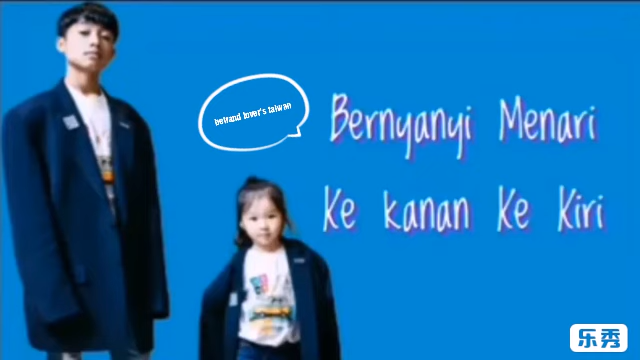 betrand lover's taiwan
Bernyanyi Menari
Ke kanan Ke Kiri
乐秀